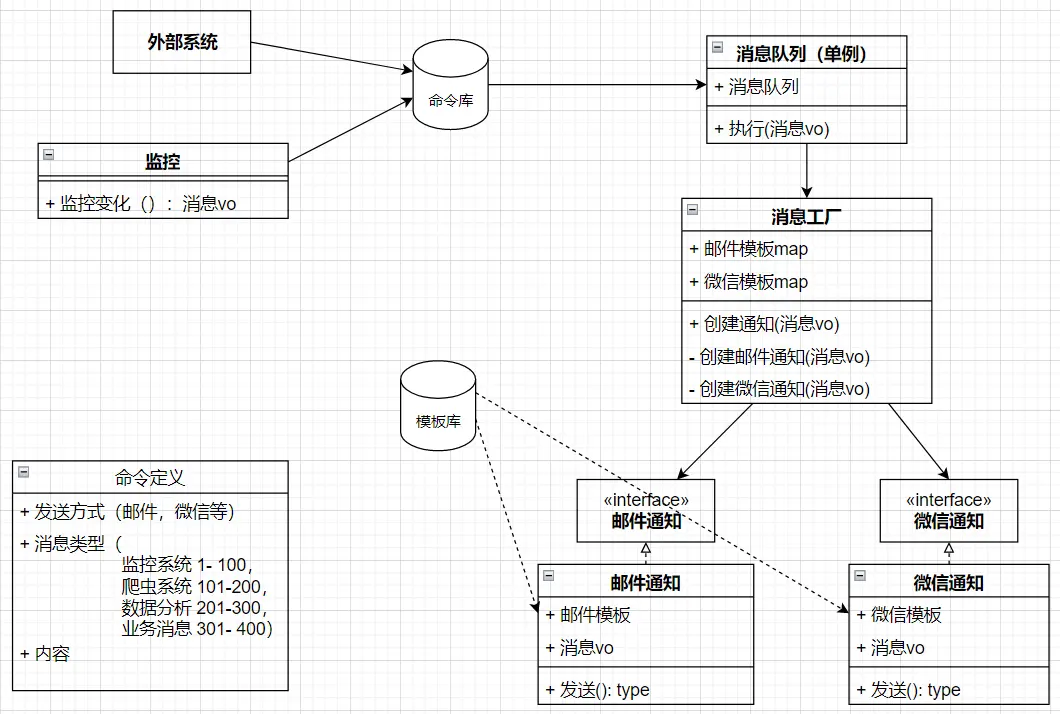 外部系统
命令库
消息队列（单例）
+ 消息队列
+ 执行(消息vo)
监控
+ 监控变化（）：消息vo
消息工厂
+ 邮件模板map
+ 微信模板map
+ 创建通知(消息vo)
- 创建邮件通知(消息vo)
- 创建微信通知(消息vo)
模板库
命令定义
+ 发送方式（邮件，微信等）
+ 消息类型（
监控系统 1- 100，
爬虫系统 101-200，
数据分析 201-300，
业务消息 301- 400）
+ 内容
«interface»
邮件通知
«interface»
微信通知
邮件通知
+ 邮件模板
+ 消息vo
+ 发送(): type
微信通知
+ 微信模板
+ 消息vo
+ 发送(): type